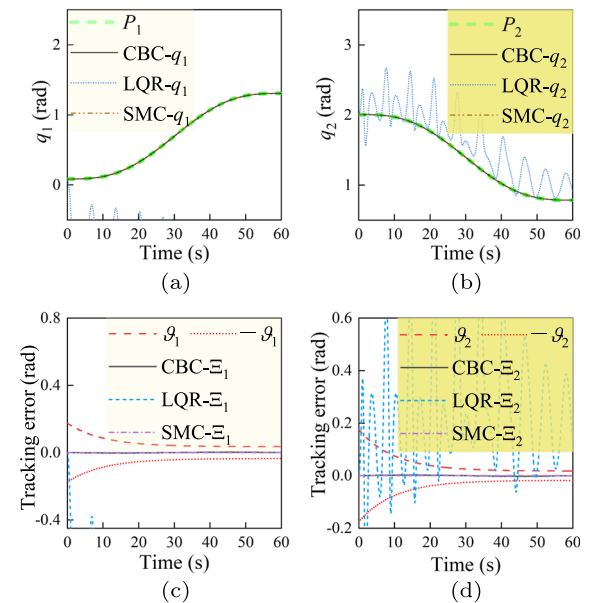 P₁
CBC-q₁
LQR-q₁
SMC-q₁
q₁ (rad)
2
1
0
0 10 20 30 40 50 60
Time (s)
(a)
P₂
CBC-q₂
LQR-q₂
SMC-q₂
q₂ (rad)
3
2
1
0 10 20 30 40 50 60
Time (s)
(b)
ϑ₁ −ϑ₁
CBC-Ξ₁
LQR-Ξ₁
SMC-Ξ₁
Tracking error (rad)
0.8
0.4
0.0
-0.4
0 10 20 30 40 50 60
Time (s)
(c)
ϑ₂ −ϑ₂
CBC-Ξ₂
LQR-Ξ₂
SMC-Ξ₂
Tracking error (rad)
0.6
0.4
0.2
0.0
-0.2
0 10 20 30 40 50 60
Time (s)
(d)